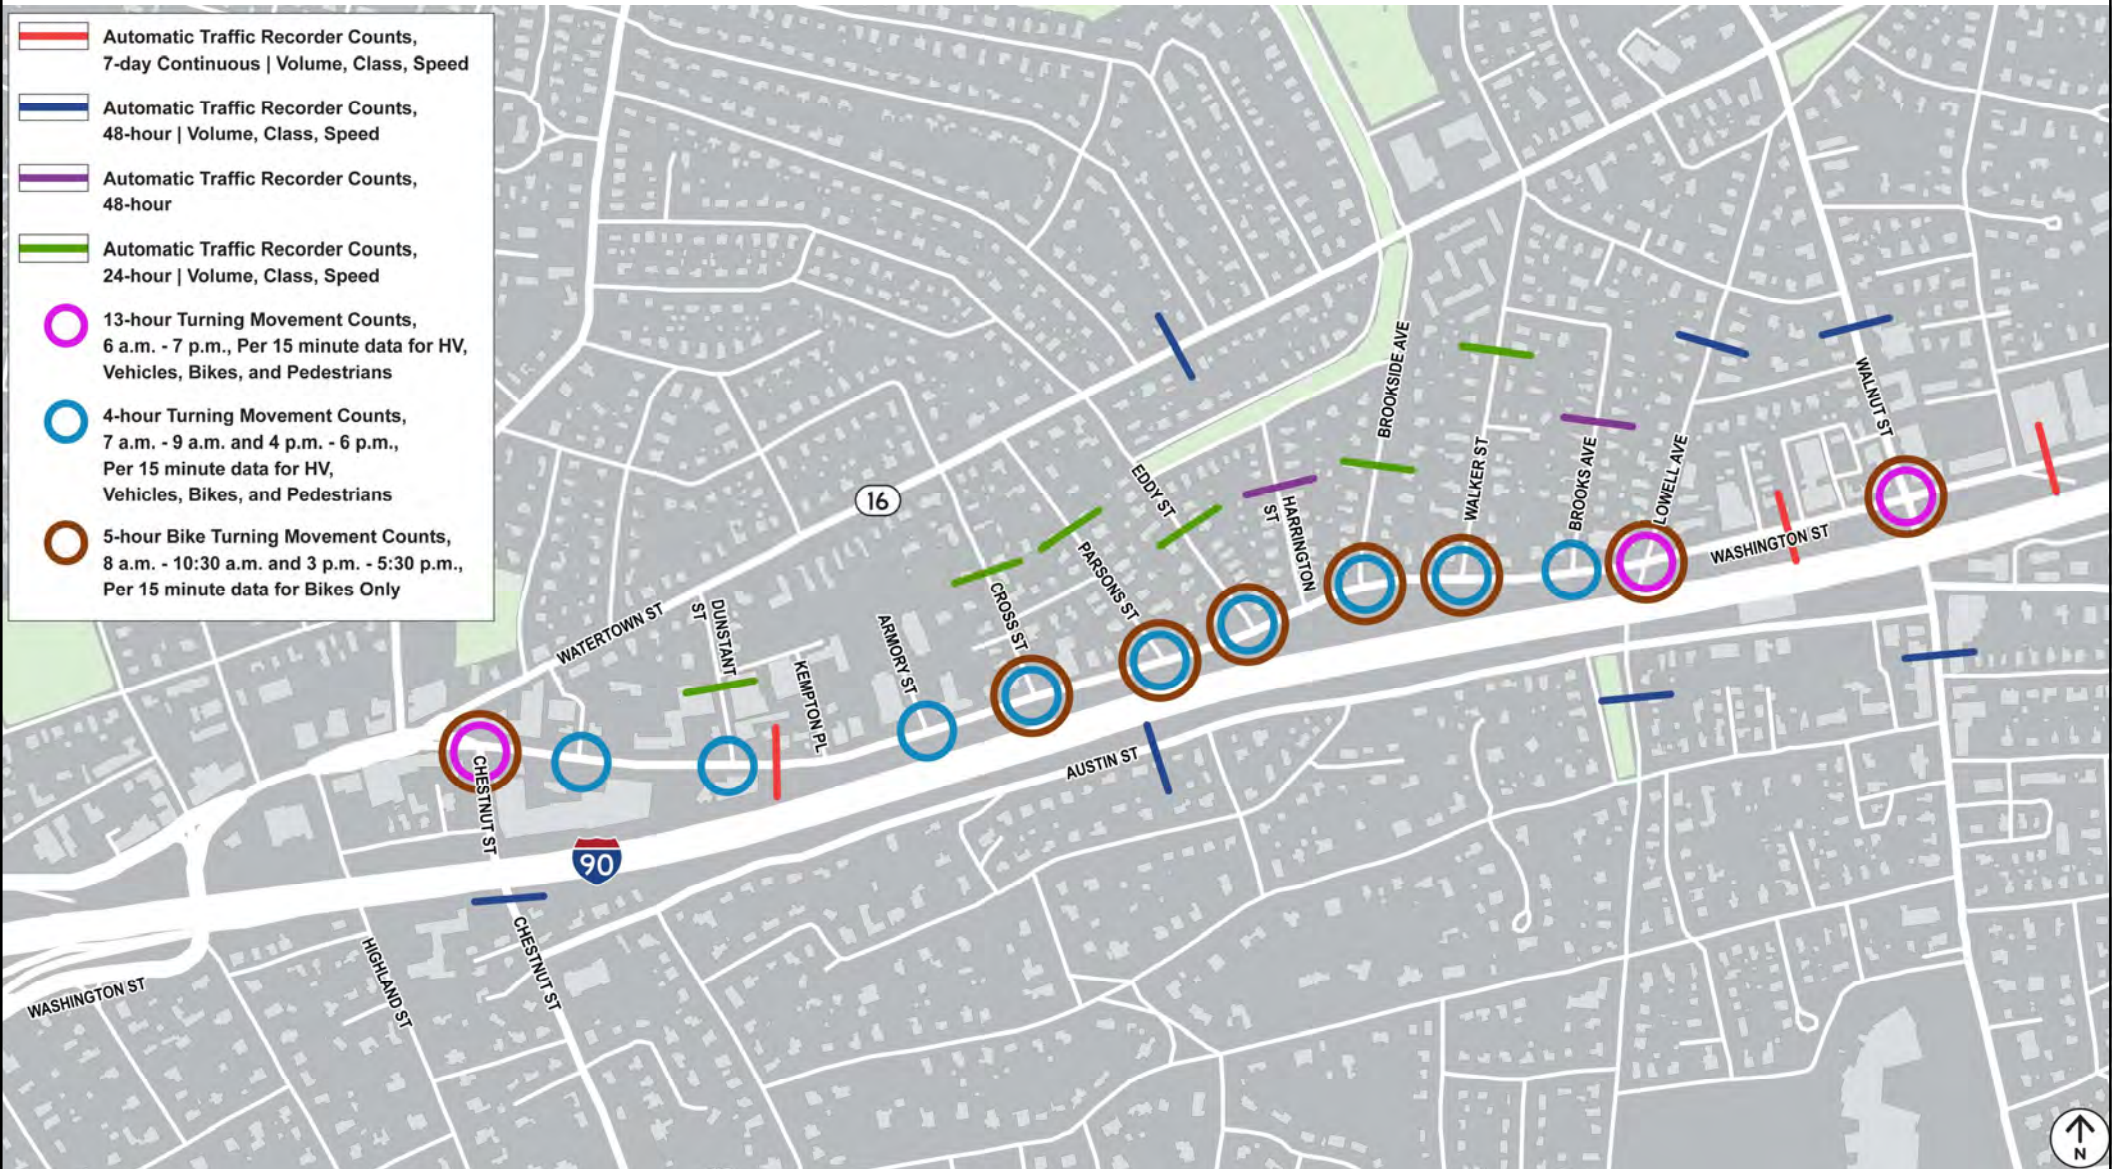 Automatic Traffic Recorder Counts,
7-day Continuous | Volume, Class, Speed
Automatic Traffic Recorder Counts,
48-hour | Volume, Class, Speed
Automatic Traffic Recorder Counts,
48-hour
Automatic Traffic Recorder Counts,
24-hour | Volume, Class, Speed
13-hour Turning Movement Counts,
6 a.m. - 7 p.m., Per 15 minute data for HV,
Vehicles, Bikes, and Pedestrians
4-hour Turning Movement Counts,
7 a.m. - 9 a.m. and 4 p.m. - 6 p.m.,
Per 15 minute data for HV,
Vehicles, Bikes, and Pedestrians
5-hour Bike Turning Movement Counts,
8 a.m. - 10:30 a.m. and 3 p.m. - 5:30 p.m.,
Per 15 minute data for Bikes Only
BROOKSIDE AVE
WALNUT ST
EDDY ST
WALKER ST
BROOKS AVE
LOWELL AVE
16
HARRINGTON
ST
WASHINGTON ST
PARSONS ST
CROSS ST
WATERTOWN ST
DUNSTANT
ST
ARMORY ST
KEMPTON PL
CHESTNUT ST
AUSTIN ST
90
CHESTNUT ST
HIGHLAND ST
WASHINGTON ST
N